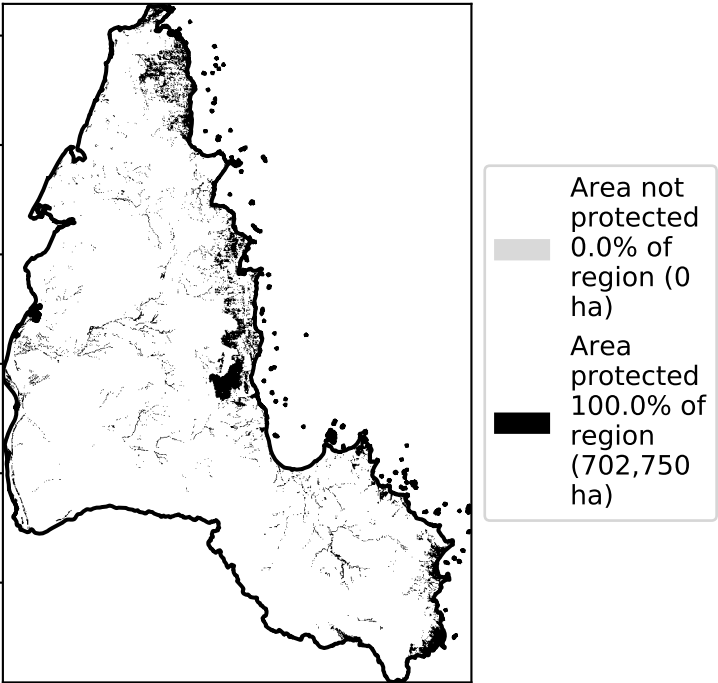 Area not
protected
0.0% of
region (0
ha)
Area
protected
100.0% of
region
(702,750
ha)